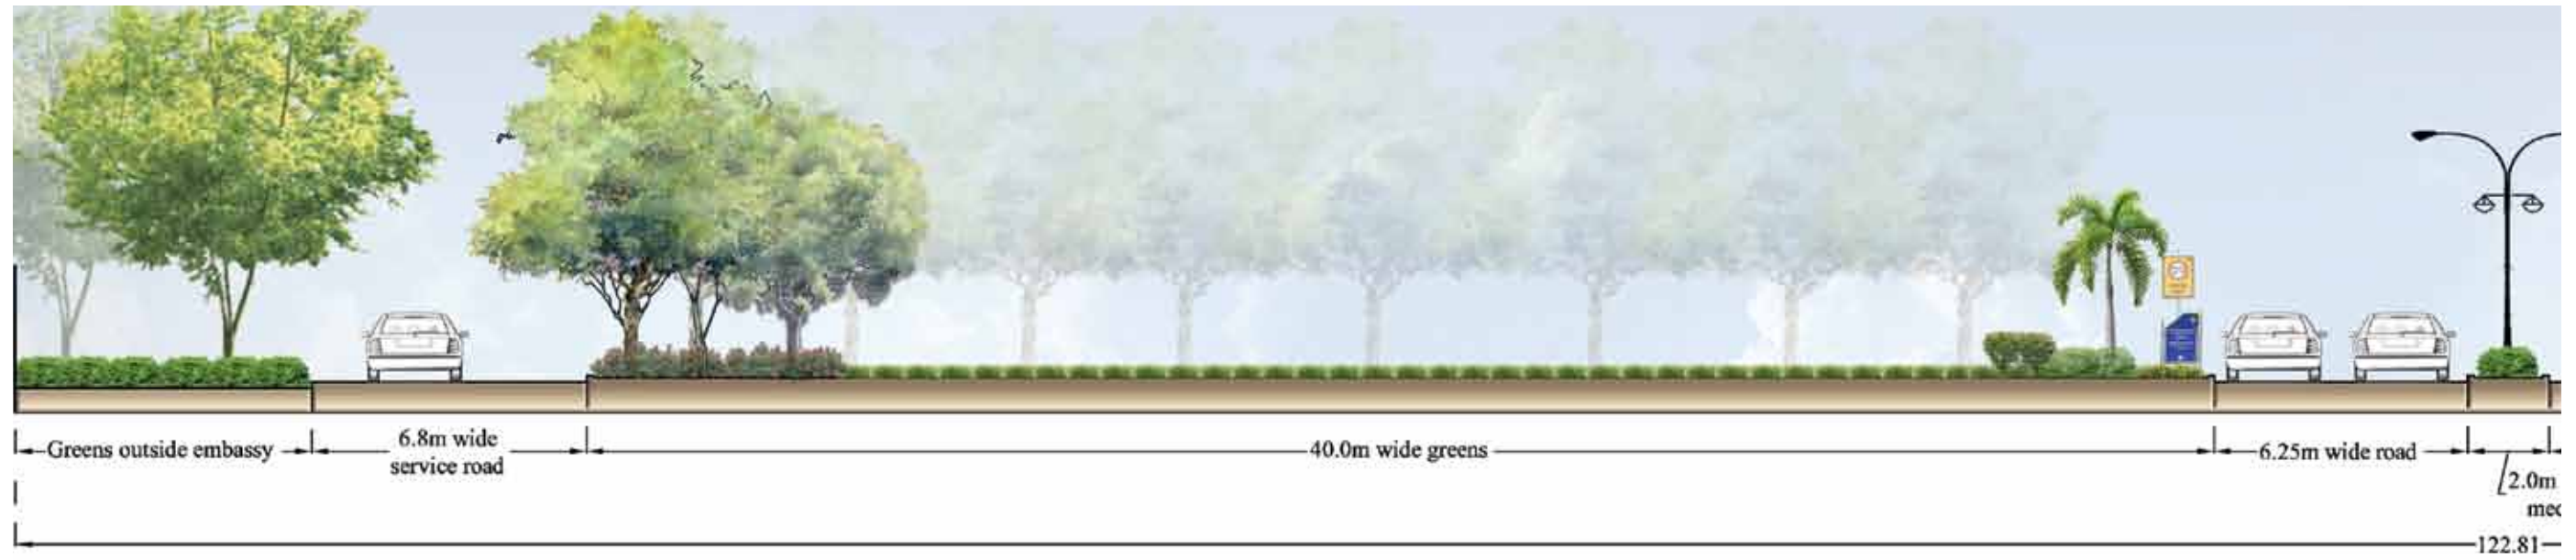 Greens outside embassy
6.8m wide
service road
40.0m wide greens
6.25m wide road
2.0m
122.81